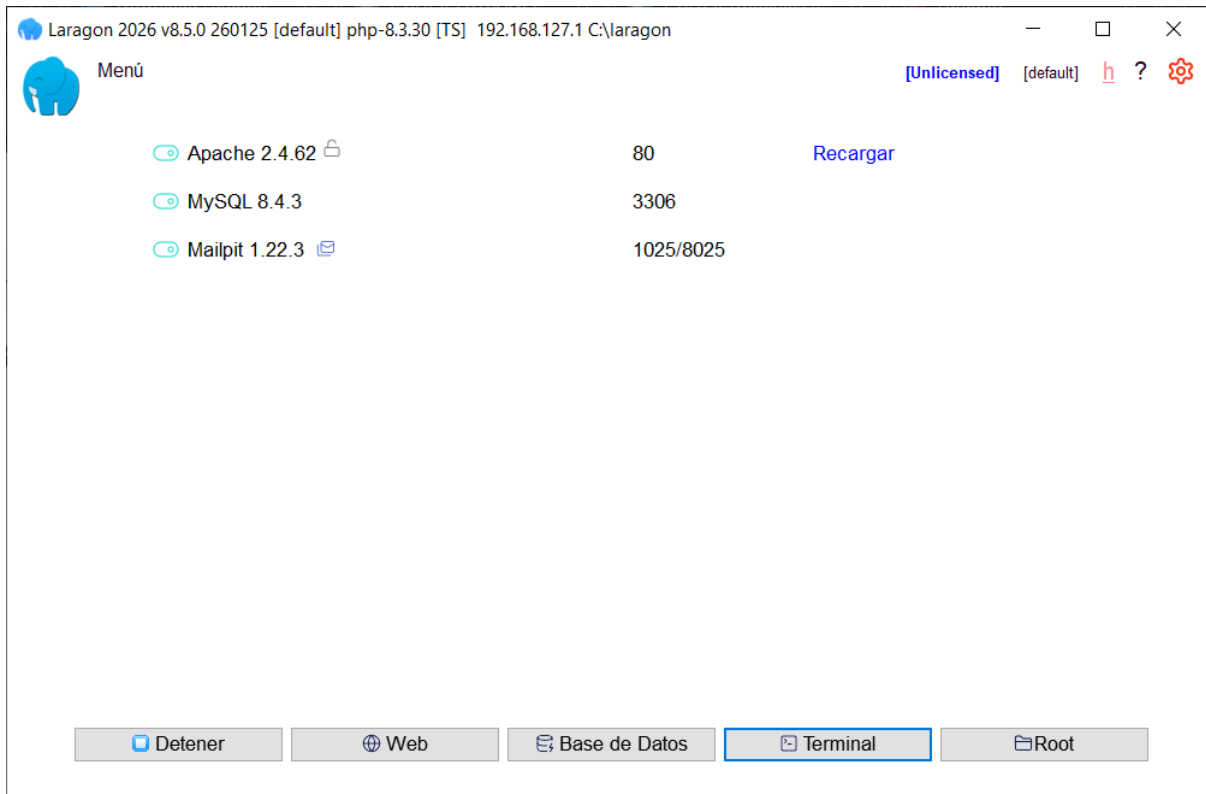 Laragon 2026 v8.5.0 260125 [default] php-8.3.30 [TS]  192.168.127.1 C:\laragon
Menú [Unlicensed] [default] h ?
Apache 2.4.62 80 Recargar
MySQL 8.4.3 3306
Mailpit 1.22.3 1025/8025
Detener Web Base de Datos Terminal Root